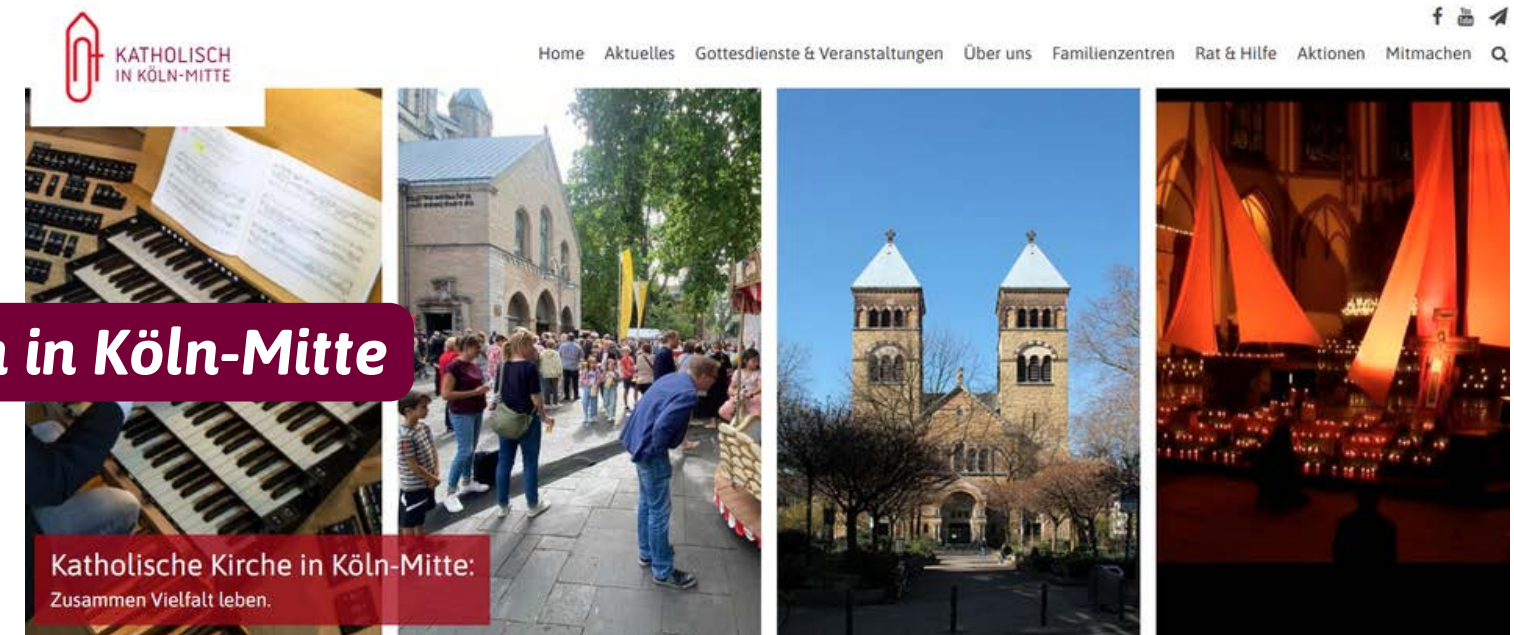 KATHOLISCH
IN KÖLN-MITTE
Home Aktuelles Gottesdienste & Veranstaltungen Über uns Familienzentren Rat & Hilfe Aktionen Mitmachen
in Köln-Mitte
Katholische Kirche in Köln-Mitte:
Zusammen Vielfalt leben.